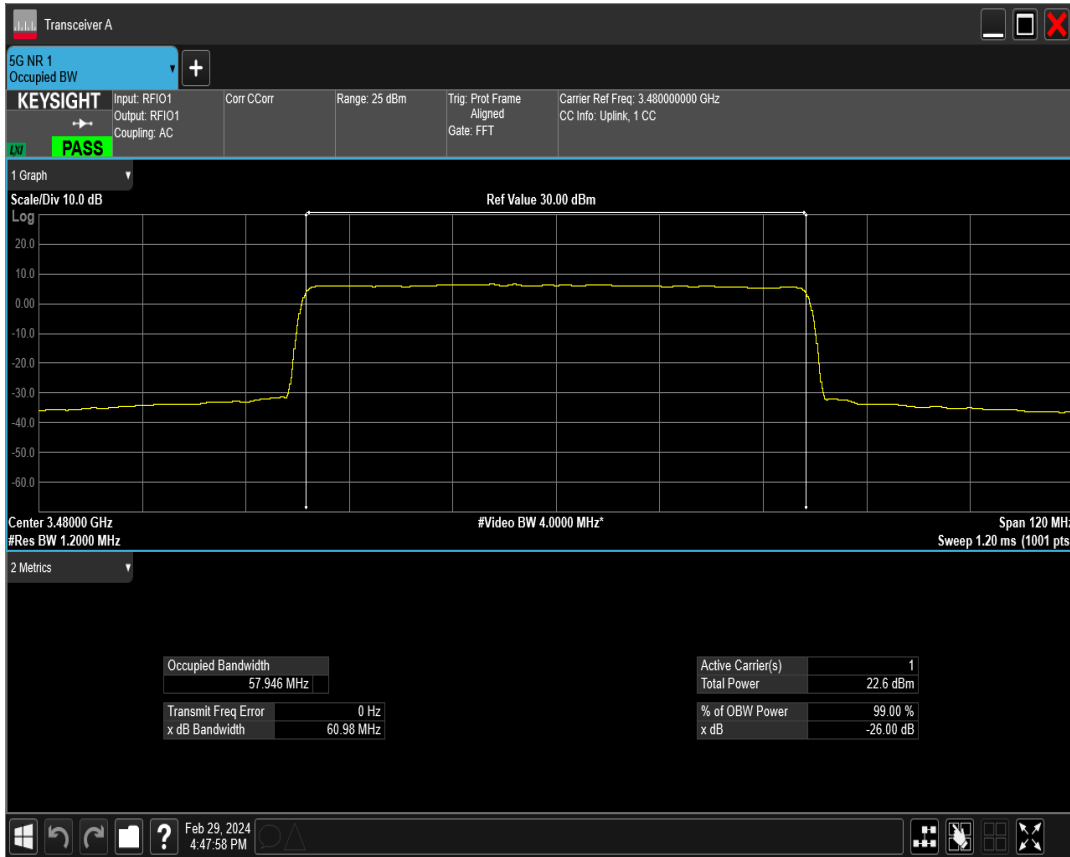 Transceiver A
5G NR 1
Occupied BW
+
KEYSIGHT
LXI
PASS
Input: RFIO1
Output: RFIO1
Coupling: AC
Corr CCorr
Range: 25 dBm
Trig: Prot Frame
Aligned
Gate: FFT
Carrier Ref Freq: 3.480000000 GHz
CC Info: Uplink, 1 CC
1 Graph
Scale/Div 10.0 dB
Ref Value 30.00 dBm
Log
20.0
10.0
0.00
-10.0
-20.0
-30.0
-40.0
-50.0
-60.0
Center 3.48000 GHz
#Video BW 4.0000 MHz*
Span 120 MHz
#Res BW 1.2000 MHz
Sweep 1.20 ms (1001 pts
2 Metrics
Occupied Bandwidth
57.946 MHz
Transmit Freq Error 0 Hz
x dB Bandwidth 60.98 MHz
Active Carrier(s) 1
Total Power 22.6 dBm
% of OBW Power 99.00 %
x dB -26.00 dB
?
Feb 29, 2024
4:47:58 PM